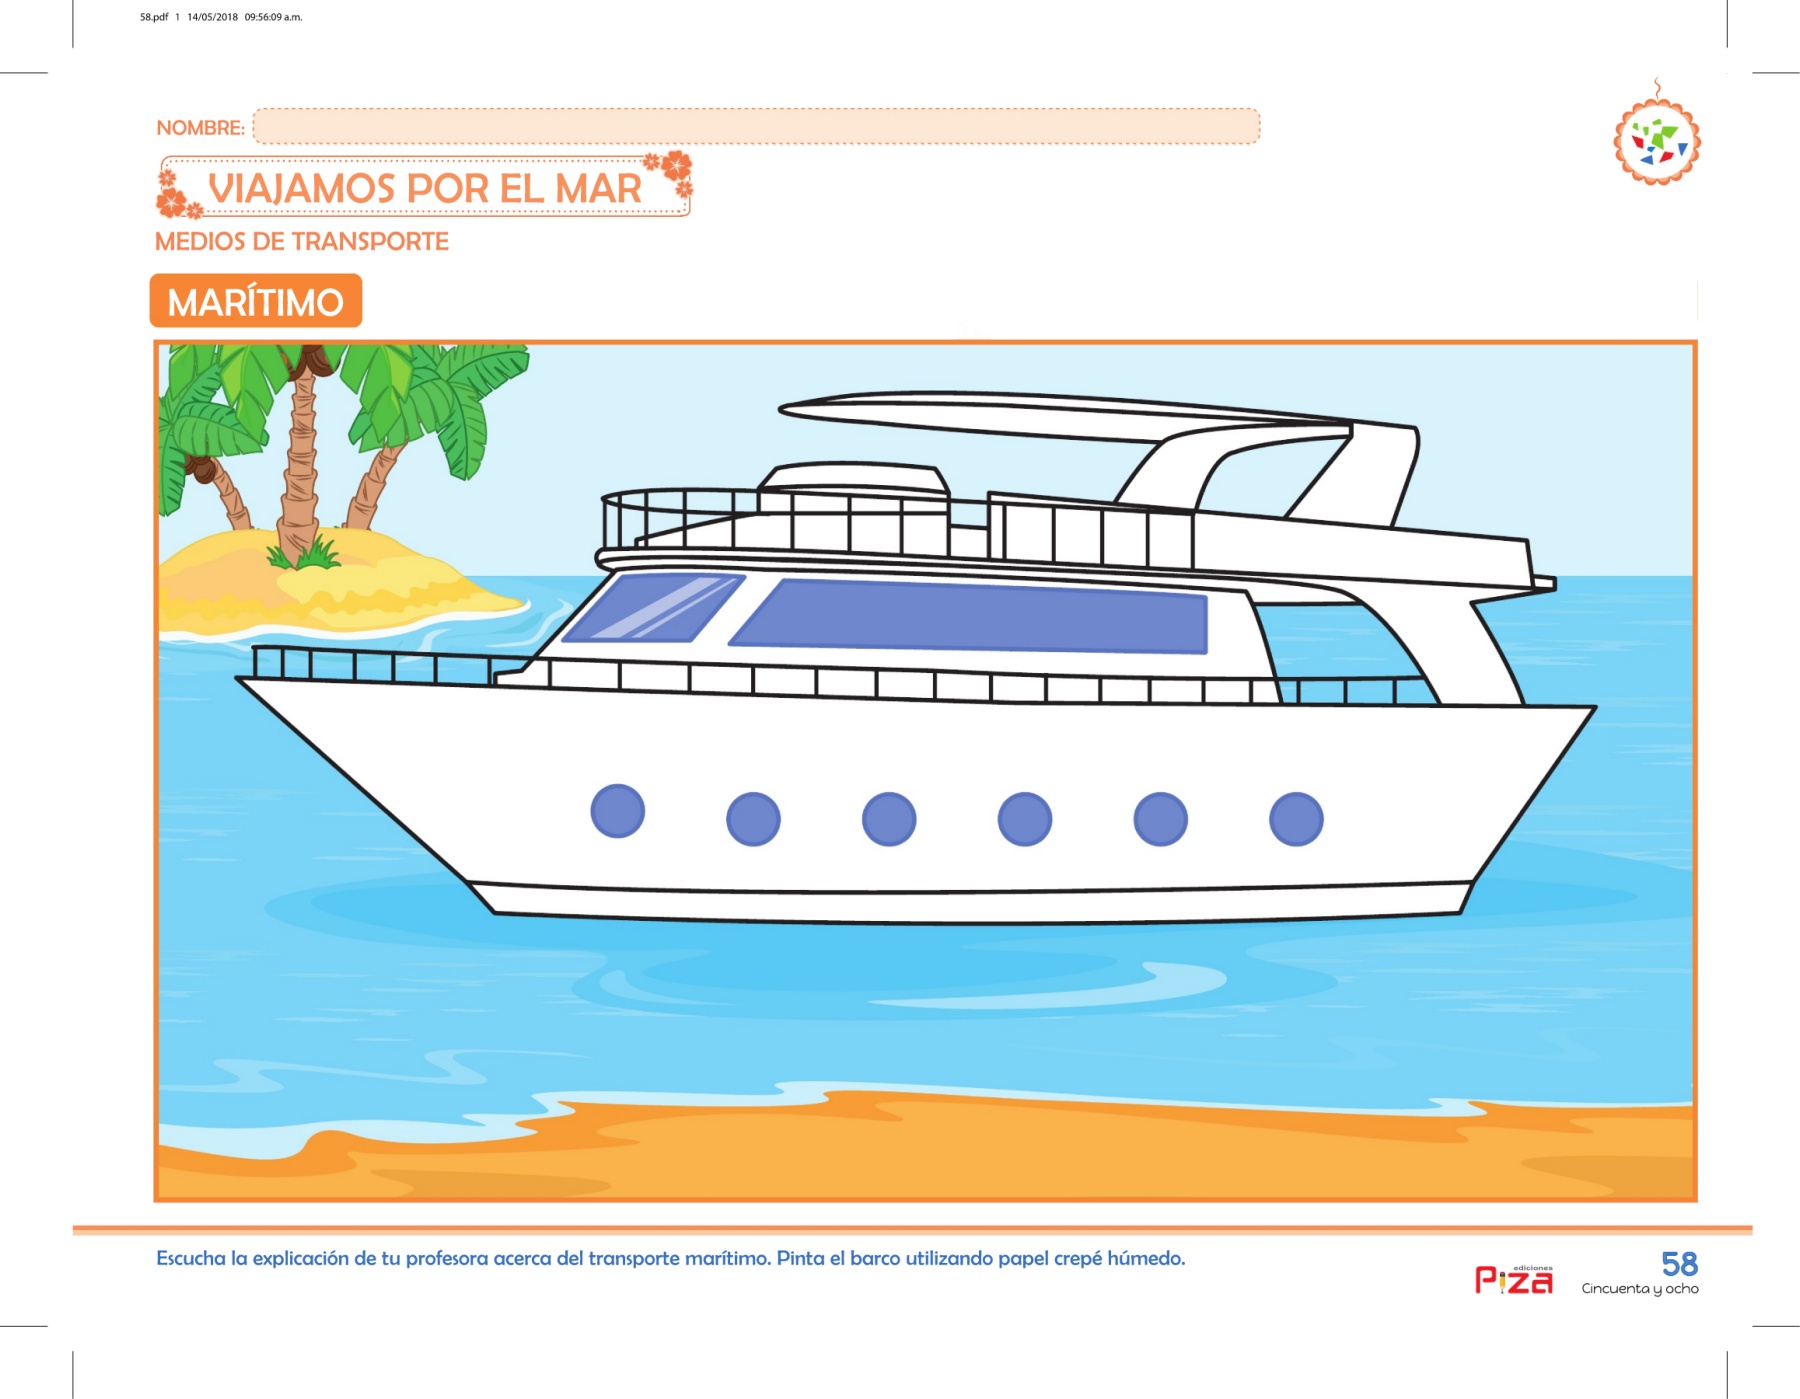 58.pdf 1 14/05/2018 09:56:09 a.m.
NOMBRE:
VIAJAMOS POR EL MAR
MEDIOS DE TRANSPORTE
MARÍTIMO
Escucha la explicación de tu profesora acerca del transporte marítimo. Pinta el barco utilizando papel crepé húmedo.
ediciones
Piza
58
Cincuenta y ocho